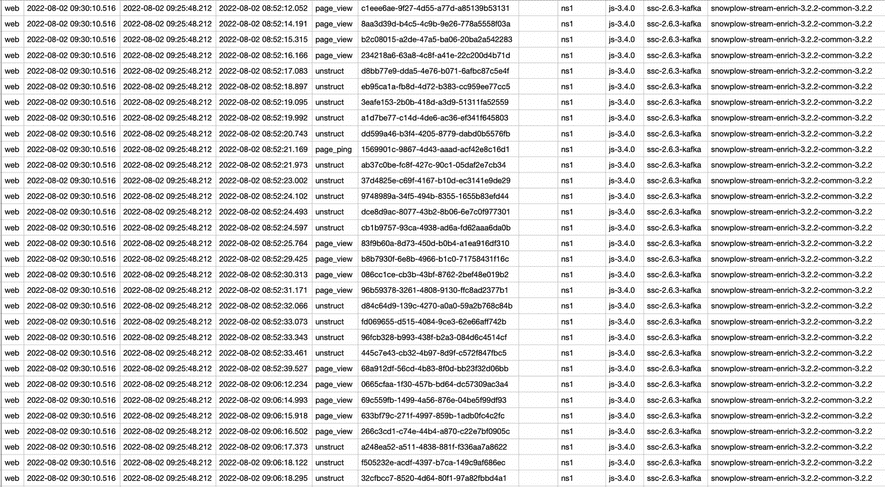 web 2022-08-02 09:30:10.516 2022-08-02 09:25:48.212 2022-08-02 08:52:12.052 page_view c1eee6ae-9f27-4d55-a77d-a85139b53131 ns1 js-3.4.0 ssc-2.6.3-kafka snowplow-stream-enrich-3.2.2-common-3.2.2
web 2022-08-02 09:30:10.516 2022-08-02 09:25:48.212 2022-08-02 08:52:14.191 page_view 8aa3d39d-b4c5-4c9b-9e26-778a5558f03a ns1 js-3.4.0 ssc-2.6.3-kafka snowplow-stream-enrich-3.2.2-common-3.2.2
web 2022-08-02 09:30:10.516 2022-08-02 09:25:48.212 2022-08-02 08:52:15.315 page_view b2c08015-a2de-47a5-ba06-20ba2a542283 ns1 js-3.4.0 ssc-2.6.3-kafka snowplow-stream-enrich-3.2.2-common-3.2.2
web 2022-08-02 09:30:10.516 2022-08-02 09:25:48.212 2022-08-02 08:52:16.166 page_view 234218a6-63a8-4c8f-a41e-22c200d4b71d ns1 js-3.4.0 ssc-2.6.3-kafka snowplow-stream-enrich-3.2.2-common-3.2.2
web 2022-08-02 09:30:10.516 2022-08-02 09:25:48.212 2022-08-02 08:52:17.083 unstruct d8bb77e9-dda5-4e76-b071-6afbc87c5e4f ns1 js-3.4.0 ssc-2.6.3-kafka snowplow-stream-enrich-3.2.2-common-3.2.2
web 2022-08-02 09:30:10.516 2022-08-02 09:25:48.212 2022-08-02 08:52:18.897 unstruct eb95ca1a-fb8d-4d72-b383-cc959ee77cc5 ns1 js-3.4.0 ssc-2.6.3-kafka snowplow-stream-enrich-3.2.2-common-3.2.2
web 2022-08-02 09:30:10.516 2022-08-02 09:25:48.212 2022-08-02 08:52:19.095 unstruct 3eafe153-2b0b-418d-a3d9-51311fa52559 ns1 js-3.4.0 ssc-2.6.3-kafka snowplow-stream-enrich-3.2.2-common-3.2.2
web 2022-08-02 09:30:10.516 2022-08-02 09:25:48.212 2022-08-02 08:52:19.992 unstruct a1d7be77-c14d-4de6-ac36-ef341f645803 ns1 js-3.4.0 ssc-2.6.3-kafka snowplow-stream-enrich-3.2.2-common-3.2.2
web 2022-08-02 09:30:10.516 2022-08-02 09:25:48.212 2022-08-02 08:52:20.743 unstruct dd599a46-b3f4-4205-8779-dabd0b5576fb ns1 js-3.4.0 ssc-2.6.3-kafka snowplow-stream-enrich-3.2.2-common-3.2.2
web 2022-08-02 09:30:10.516 2022-08-02 09:25:48.212 2022-08-02 08:52:21.169 page_ping 1569901c-9867-4d43-aaad-acf42e8c16d1 ns1 js-3.4.0 ssc-2.6.3-kafka snowplow-stream-enrich-3.2.2-common-3.2.2
web 2022-08-02 09:30:10.516 2022-08-02 09:25:48.212 2022-08-02 08:52:21.973 unstruct ab37c0be-fc8f-427c-90c1-05daf2e7cb34 ns1 js-3.4.0 ssc-2.6.3-kafka snowplow-stream-enrich-3.2.2-common-3.2.2
web 2022-08-02 09:30:10.516 2022-08-02 09:25:48.212 2022-08-02 08:52:23.002 unstruct 37d4825e-c69f-4167-b10d-ec3141e9de29 ns1 js-3.4.0 ssc-2.6.3-kafka snowplow-stream-enrich-3.2.2-common-3.2.2
web 2022-08-02 09:30:10.516 2022-08-02 09:25:48.212 2022-08-02 08:52:24.102 unstruct 9748989a-34f5-494b-8355-1655b83efd44 ns1 js-3.4.0 ssc-2.6.3-kafka snowplow-stream-enrich-3.2.2-common-3.2.2
web 2022-08-02 09:30:10.516 2022-08-02 09:25:48.212 2022-08-02 08:52:24.493 unstruct dce8d9ac-8077-43b2-8b06-6e7c0f977301 ns1 js-3.4.0 ssc-2.6.3-kafka snowplow-stream-enrich-3.2.2-common-3.2.2
web 2022-08-02 09:30:10.516 2022-08-02 09:25:48.212 2022-08-02 08:52:24.597 unstruct cb1b9757-93ca-4938-ad6a-fd62aaa6da0b ns1 js-3.4.0 ssc-2.6.3-kafka snowplow-stream-enrich-3.2.2-common-3.2.2
web 2022-08-02 09:30:10.516 2022-08-02 09:25:48.212 2022-08-02 08:52:25.764 page_view 83f9b60a-8d73-450d-b0b4-a1ea916df310 ns1 js-3.4.0 ssc-2.6.3-kafka snowplow-stream-enrich-3.2.2-common-3.2.2
web 2022-08-02 09:30:10.516 2022-08-02 09:25:48.212 2022-08-02 08:52:29.425 page_view b8b7930f-6e8b-4966-b1c0-71758431f16c ns1 js-3.4.0 ssc-2.6.3-kafka snowplow-stream-enrich-3.2.2-common-3.2.2
web 2022-08-02 09:30:10.516 2022-08-02 09:25:48.212 2022-08-02 08:52:30.313 page_view 086cc1ce-cb3b-43bf-8762-2bef48e019b2 ns1 js-3.4.0 ssc-2.6.3-kafka snowplow-stream-enrich-3.2.2-common-3.2.2
web 2022-08-02 09:30:10.516 2022-08-02 09:25:48.212 2022-08-02 08:52:31.171 page_view 96b59378-3261-4808-9130-ffc8ad2377b1 ns1 js-3.4.0 ssc-2.6.3-kafka snowplow-stream-enrich-3.2.2-common-3.2.2
web 2022-08-02 09:30:10.516 2022-08-02 09:25:48.212 2022-08-02 08:52:32.066 unstruct d84c64d9-139c-4270-a0a0-59a2b768c84b ns1 js-3.4.0 ssc-2.6.3-kafka snowplow-stream-enrich-3.2.2-common-3.2.2
web 2022-08-02 09:30:10.516 2022-08-02 09:25:48.212 2022-08-02 08:52:33.073 unstruct fd069655-d515-4084-9ce3-62e66aff742b ns1 js-3.4.0 ssc-2.6.3-kafka snowplow-stream-enrich-3.2.2-common-3.2.2
web 2022-08-02 09:30:10.516 2022-08-02 09:25:48.212 2022-08-02 08:52:33.343 unstruct 96fcb328-b993-438f-b2a3-084d6c4514cf ns1 js-3.4.0 ssc-2.6.3-kafka snowplow-stream-enrich-3.2.2-common-3.2.2
web 2022-08-02 09:30:10.516 2022-08-02 09:25:48.212 2022-08-02 08:52:33.461 unstruct 445c7e43-cb32-4b97-8d9f-c572f847fbc5 ns1 js-3.4.0 ssc-2.6.3-kafka snowplow-stream-enrich-3.2.2-common-3.2.2
web 2022-08-02 09:30:10.516 2022-08-02 09:25:48.212 2022-08-02 08:52:39.527 page_view 68a912df-56cd-4b83-8f0d-bb23f32d06bb ns1 js-3.4.0 ssc-2.6.3-kafka snowplow-stream-enrich-3.2.2-common-3.2.2
web 2022-08-02 09:30:10.516 2022-08-02 09:25:48.212 2022-08-02 09:06:12.234 page_view 0665cfaa-1f30-457b-bd64-dc57309ac3a4 ns1 js-3.4.0 ssc-2.6.3-kafka snowplow-stream-enrich-3.2.2-common-3.2.2
web 2022-08-02 09:30:10.516 2022-08-02 09:25:48.212 2022-08-02 09:06:14.993 page_view 69c559fb-1499-4a56-876e-04be5f99df93 ns1 js-3.4.0 ssc-2.6.3-kafka snowplow-stream-enrich-3.2.2-common-3.2.2
web 2022-08-02 09:30:10.516 2022-08-02 09:25:48.212 2022-08-02 09:06:15.918 page_view 633bf79c-271f-4997-859b-1adb0fc4c2fc ns1 js-3.4.0 ssc-2.6.3-kafka snowplow-stream-enrich-3.2.2-common-3.2.2
web 2022-08-02 09:30:10.516 2022-08-02 09:25:48.212 2022-08-02 09:06:16.502 page_view 266c3cd1-c74e-44b4-a870-c22e7bf0905c ns1 js-3.4.0 ssc-2.6.3-kafka snowplow-stream-enrich-3.2.2-common-3.2.2
web 2022-08-02 09:30:10.516 2022-08-02 09:25:48.212 2022-08-02 09:06:17.373 unstruct a248ea52-a511-4838-881f-f336aa7a8622 ns1 js-3.4.0 ssc-2.6.3-kafka snowplow-stream-enrich-3.2.2-common-3.2.2
web 2022-08-02 09:30:10.516 2022-08-02 09:25:48.212 2022-08-02 09:06:18.122 unstruct f505232e-acdf-4397-b7ca-149c9af686ec ns1 js-3.4.0 ssc-2.6.3-kafka snowplow-stream-enrich-3.2.2-common-3.2.2
web 2022-08-02 09:30:10.516 2022-08-02 09:25:48.212 2022-08-02 09:06:18.295 unstruct 32cfbcc7-8520-4d64-80f1-97a82fbbd4a1 ns1 js-3.4.0 ssc-2.6.3-kafka snowplow-stream-enrich-3.2.2-common-3.2.2